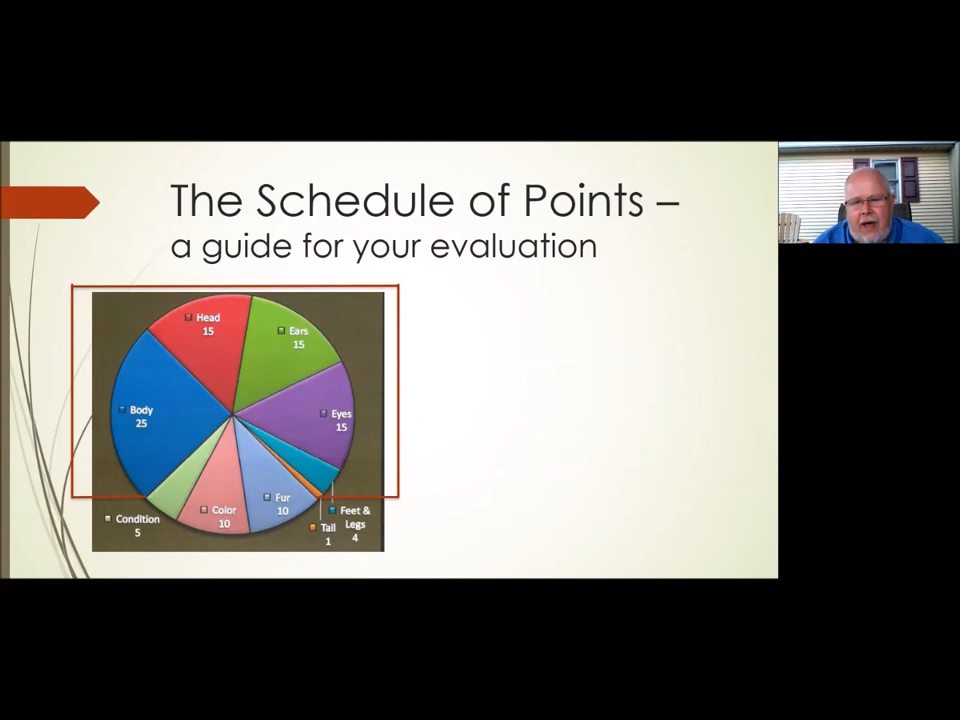 The Schedule of Points –
a guide for your evaluation
Head
15
Ears
15
Body
25
Eyes
15
Fur
10
Color
10
Condition
5
Tail
1
Feet &
Legs
4